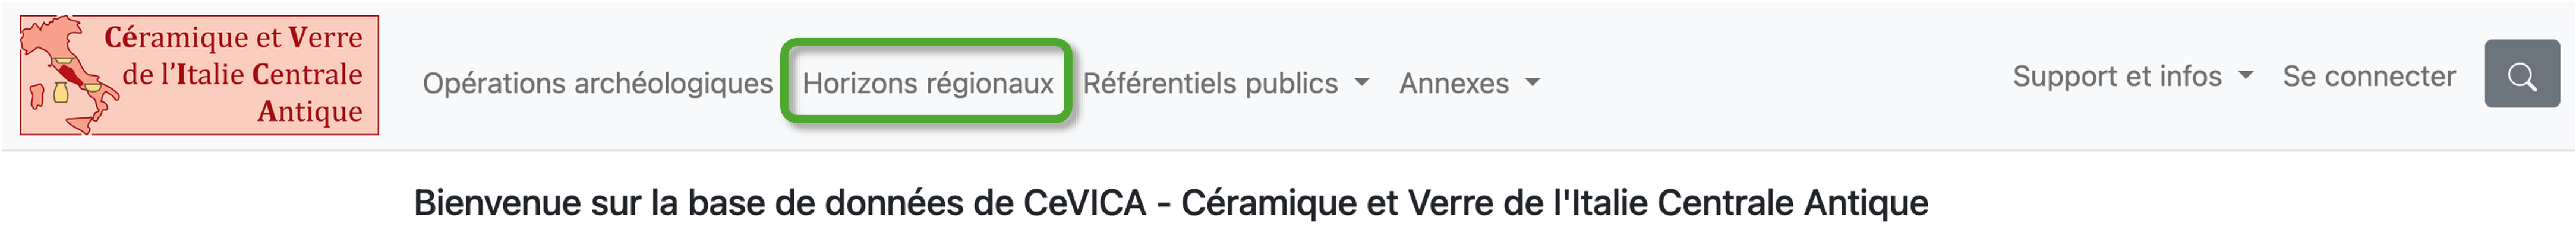 Céramique et Verre
de l'Italie Centrale
Antique
Opérations archéologiques Horizons régionaux Référentiels publics Annexes Support et infos Se connecter
Bienvenue sur la base de données de CeVICA - Céramique et Verre de l'Italie Centrale Antique